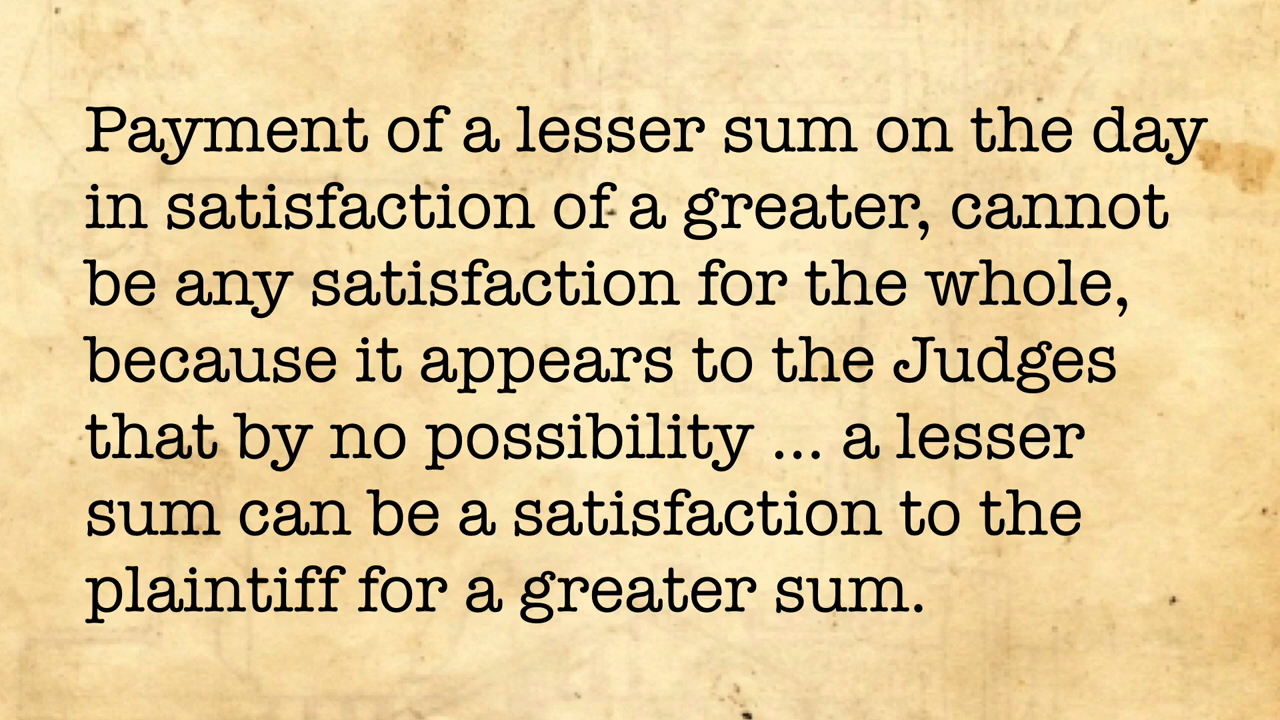 Payment of a lesser sum on the day
in satisfaction of a greater, cannot
be any satisfaction for the whole,
because it appears to the Judges
that by no possibility ... a lesser
sum can be a satisfaction to the
plaintiff for a greater sum.